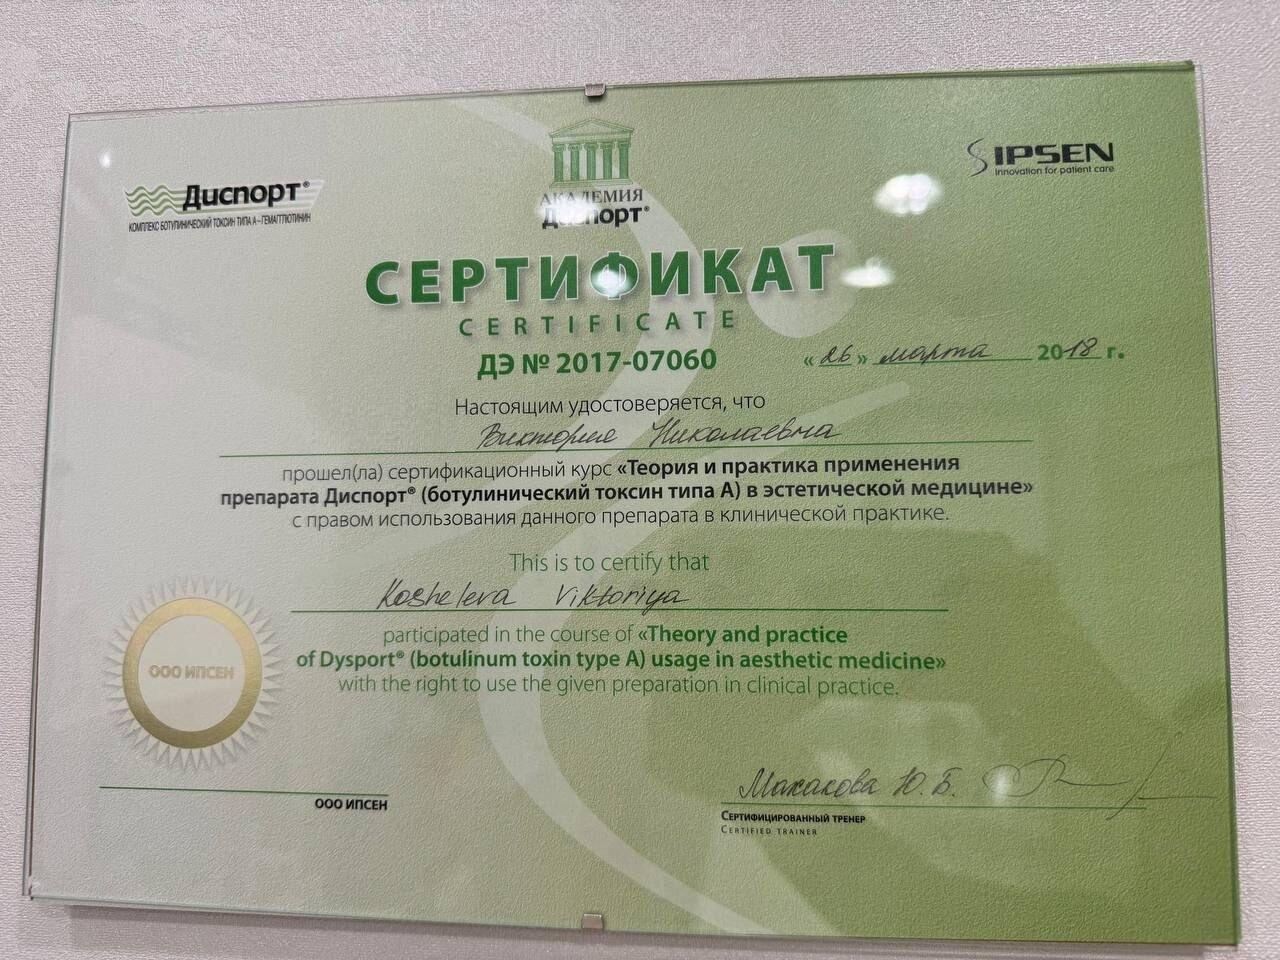 Диспорт®
КОМПЛЕКС БОТУЛИНИЧЕСКИЙ ТОКСИН ТИПА А–ГЕМАГГЛЮТИНИН
АКАДЕМИЯ
Диспорт®
IPSEN
Innovation for patient care
СЕРТИФИКАТ
CERTIFICATE
ДЭ № 2017-07060
«26» марта 2018 г.
Настоящим удостоверяется, что
Виктория Николаевна
прошел(ла) сертификационный курс «Теория и практика применения
препарата Диспорт® (ботулинический токсин типа А) в эстетической медицине»
с правом использования данного препарата в клинической практике.
This is to certify that
Kosheleva Viktoriya
participated in the course of «Theory and practice
of Dysport® (botulinum toxin type A) usage in aesthetic medicine»
with the right to use the given preparation in clinical practice.
ООО ИПСЕН
ООО ИПСЕН
Ю.Б.
Сертифицированный тренер
Certified trainer